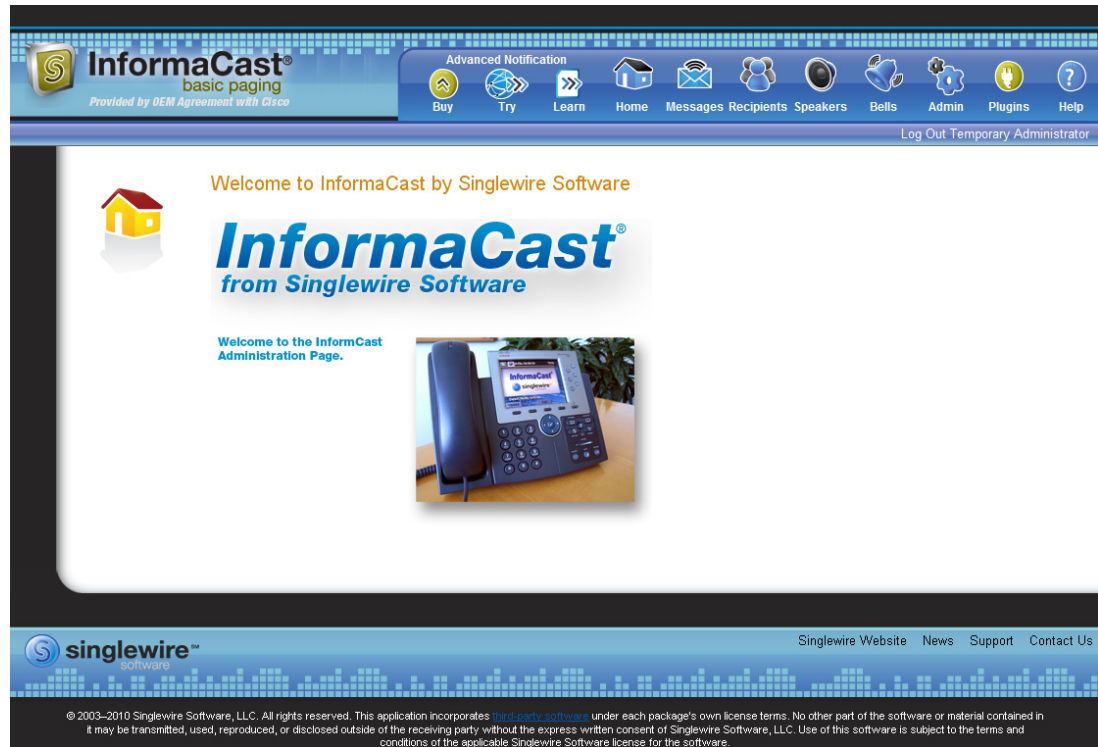 InformaCast®
basic paging
Provided by OEM Agreement with Cisco
Advanced Notification
Buy Try Learn Home Messages Recipients Speakers Bells Admin Plugins Help
Log Out Temporary Administrator
Welcome to InformaCast by Singlewire Software
InformaCast®
from Singlewire Software
Welcome to the InformCast
Administration Page.
InformaCast
singlewire
singlewire℠
software
Singlewire Website News Support Contact Us
© 2003–2010 Singlewire Software, LLC. All rights reserved. This application incorporates third-party software under each package's own license terms. No other part of the software or material contained in
it may be transmitted, used, reproduced, or disclosed outside of the receiving party without the express written consent of Singlewire Software, LLC. Use of this software is subject to the terms and
conditions of the applicable Singlewire Software license for the software.